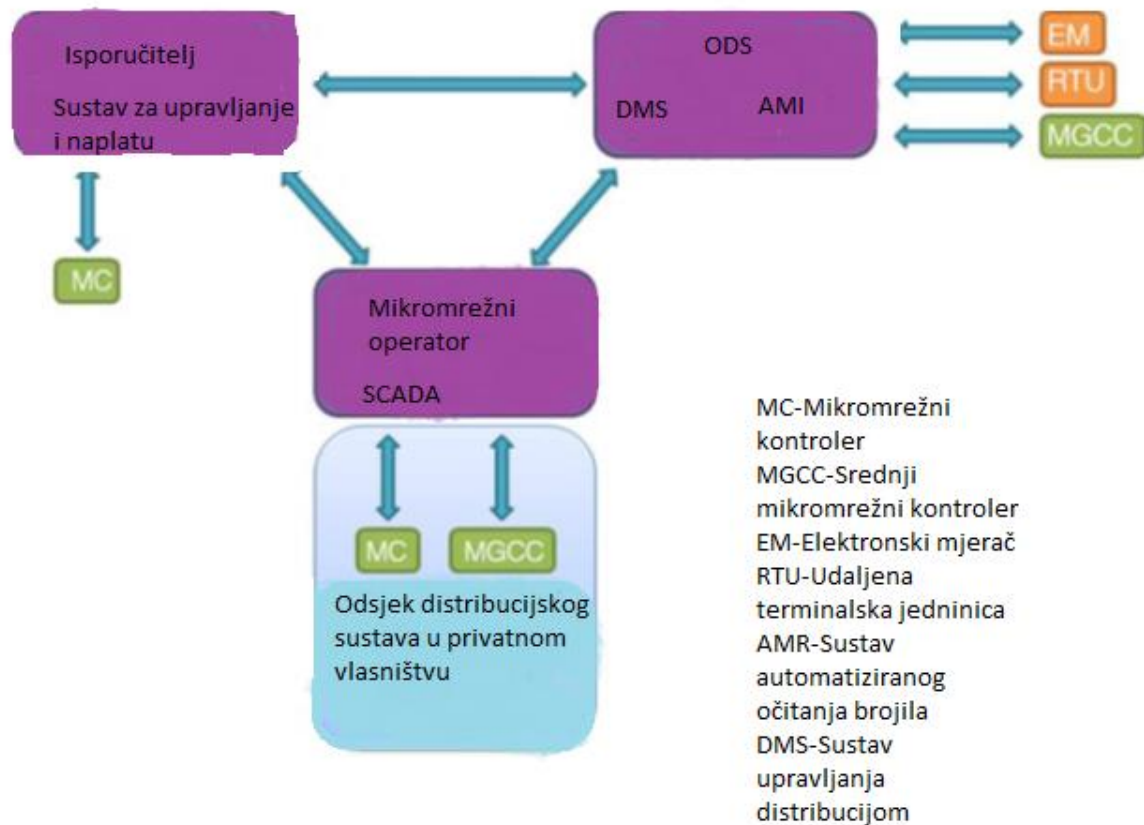 Isporučitelj
Sustav za upravljanje
i naplatu
ODS
DMS
AMI
EM
RTU
MGCC
MC
Mikromrežni
operator
SCADA
MC
MGCC
Odsjek distribucijskog
sustava u privatnom
vlasništvu
MC-Mikromrežni
kontroler
MGCC-Srednji
mikromrežni kontroler
EM-Elektronski mjerač
RTU-Udaljena
terminalska jedninica
AMR-Sustav
automatiziranog
očitanja brojila
DMS-Sustav
upravljanja
distribucijom